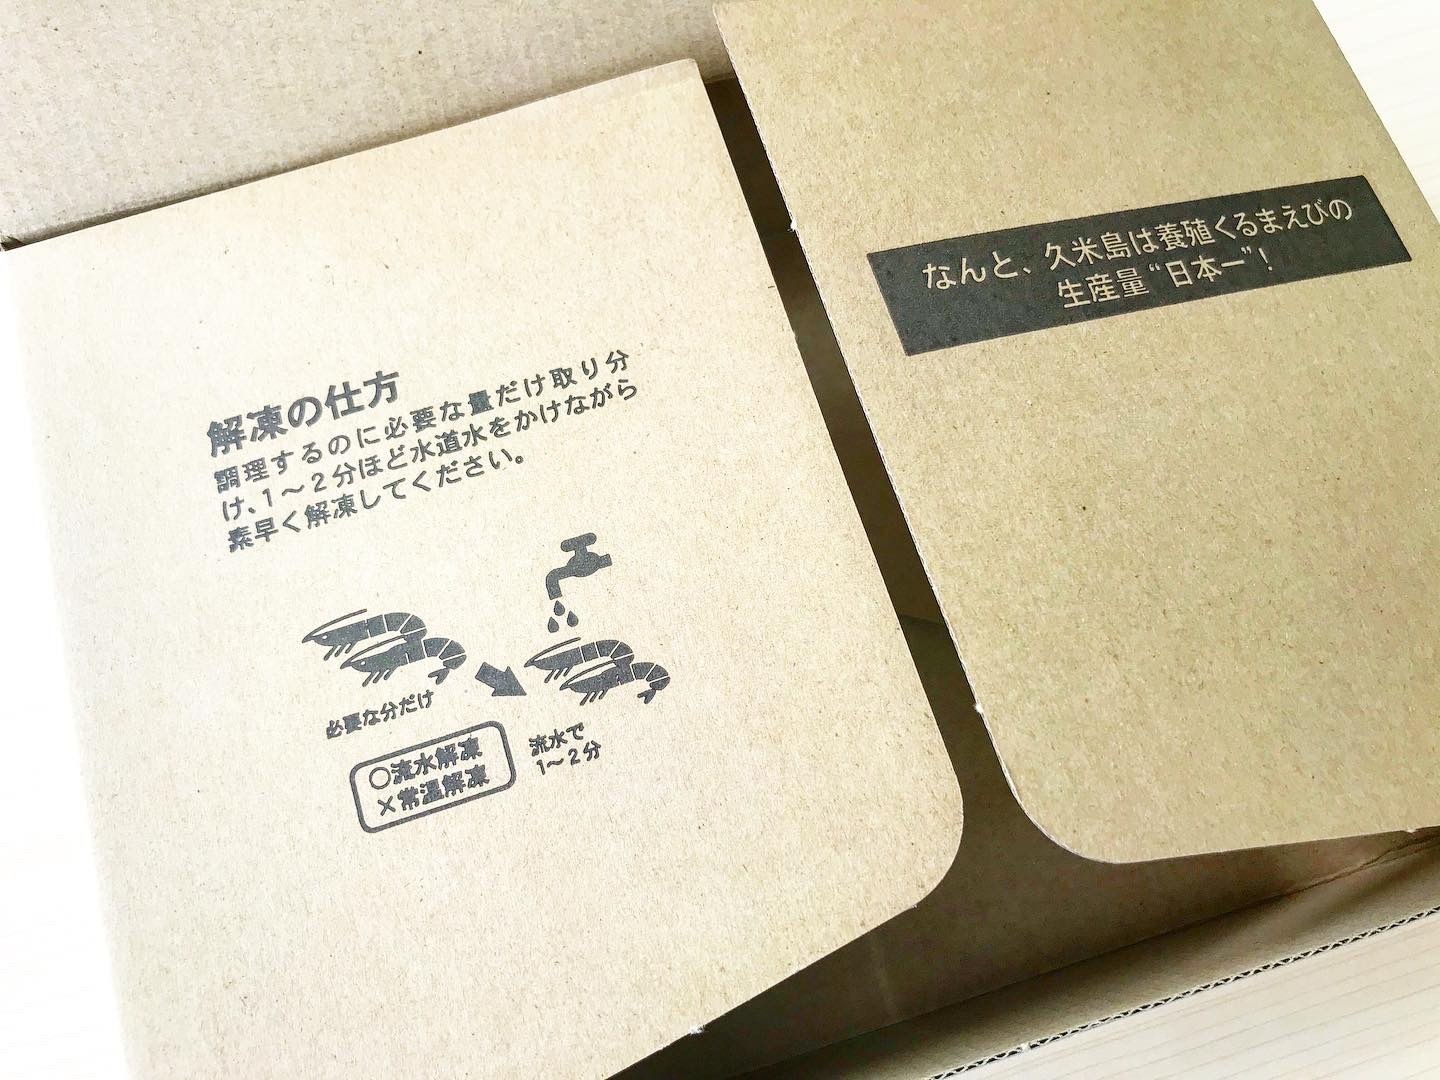 解凍の仕方
調理するのに必要な量だけ取り分
け、1～2分ほど水道水をかけながら
素早く解凍してください。
必要な分だけ
流水で
1～2分
○流水解凍
×常温解凍
なんと、久米島は養殖くるまえびの
生産量“日本一”！